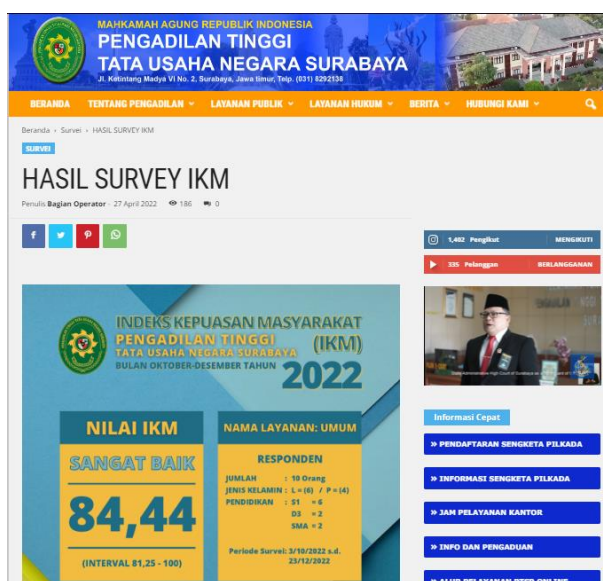 MAHKAMAH AGUNG REPUBLIK INDONESIA
PENGADILAN TINGGI
TATA USAHA NEGARA SURABAYA
Jl. Ketintang Madya VI No. 2, Surabaya, Jawa timur, Telp. (031) 8292138
BERANDA TENTANG PENGADILAN LAYANAN PUBLIK LAYANAN HUKUM BERITA HUBUNGI KAMI
Beranda › Survei › HASIL SURVEY IKM
SURVEI
HASIL SURVEY IKM
Penulis Bagian Operator - 27 April 2022 186 0
1,402 Pengikut MENGIKUTI
335 Pelanggan BERLANGGANAN
INDEKS KEPUASAN MASYARAKAT
PENGADILAN TINGGI (IKM)
TATA USAHA NEGARA SURABAYA
BULAN OKTOBER-DESEMBER TAHUN 2022
NILAI IKM
SANGAT BAIK
84,44
(INTERVAL 81,25 - 100)
NAMA LAYANAN: UMUM
RESPONDEN
JUMLAH : 10 Orang
JENIS KELAMIN : L = (6) / P = (4)
PENDIDIKAN : S1 = 6
D3 = 2
SMA = 2
Periode Survei: 3/10/2022 s.d.
23/12/2022
Informasi Cepat
» PENDAFTARAN SENGKETA PILKADA
» INFORMASI SENGKETA PILKADA
» JAM PELAYANAN KANTOR
» INFO DAN PENGADUAN
» ALUR PELAYANAN PTSP ONLINE